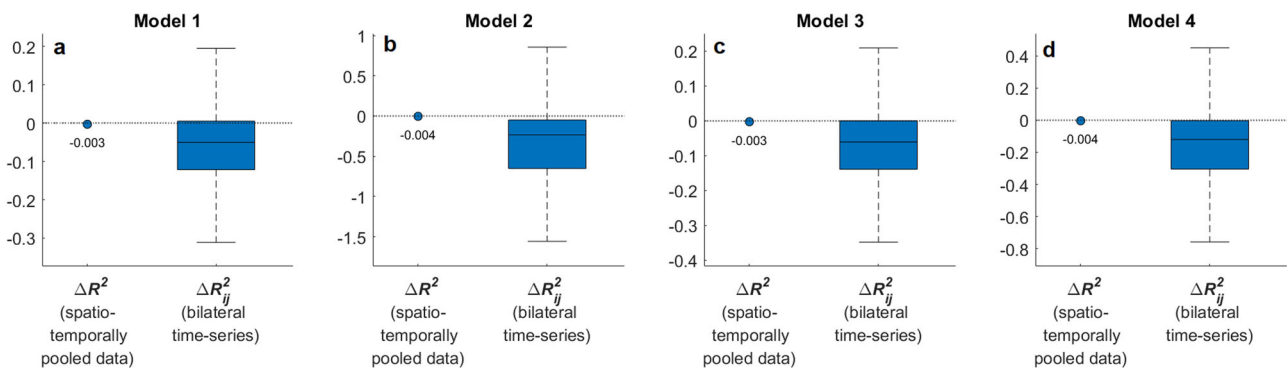 Model 1
a
0.2
0.1
0
-0.1
-0.2
-0.3
-0.003
ΔR²
(spatio-
temporally
pooled data)
ΔR²ij
(bilateral
time-series)
Model 2
b
1
0.5
0
-0.5
-1
-1.5
-0.004
ΔR²
(spatio-
temporally
pooled data)
ΔR²ij
(bilateral
time-series)
Model 3
c
0.2
0.1
0
-0.1
-0.2
-0.3
-0.4
-0.003
ΔR²
(spatio-
temporally
pooled data)
ΔR²ij
(bilateral
time-series)
Model 4
d
0.4
0.2
0
-0.2
-0.4
-0.6
-0.8
-0.004
ΔR²
(spatio-
temporally
pooled data)
ΔR²ij
(bilateral
time-series)